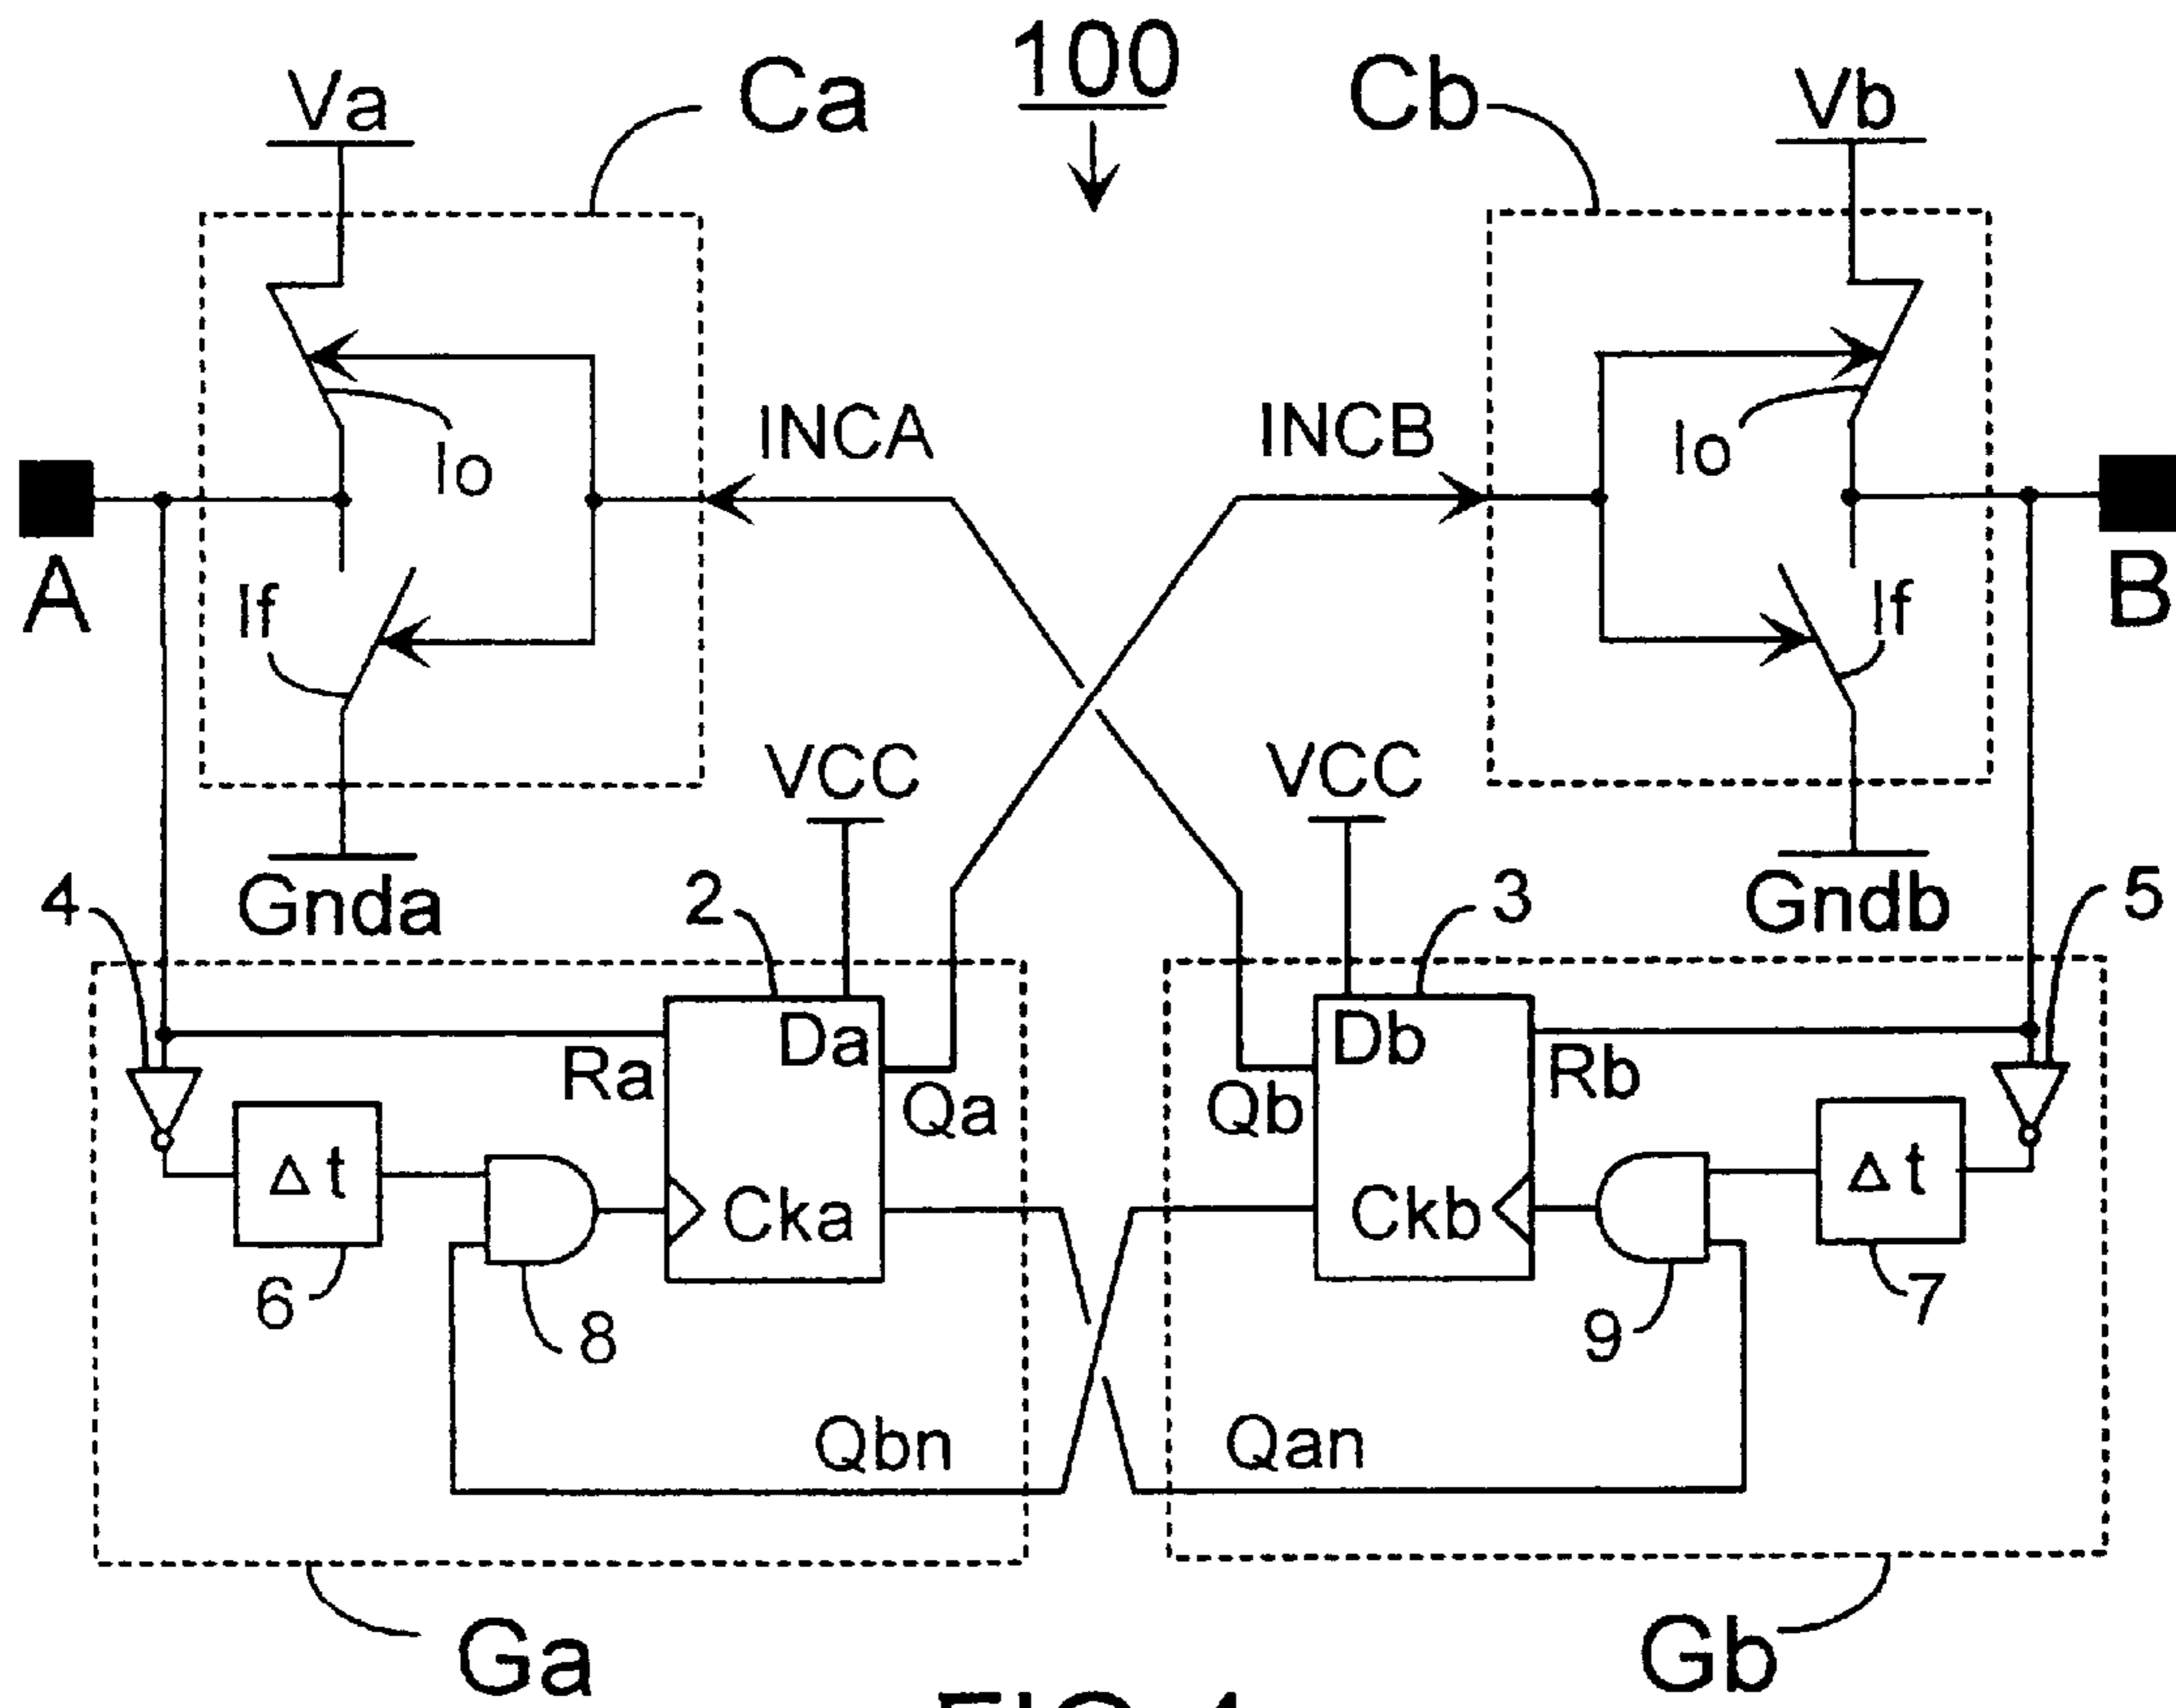 100
Va
Ca
Cb
Vb
INCA
INCB
Io
Io
A
If
If
B
VCC
VCC
Gnda
Gndb
4
2
3
5
Da
Db
Ra
Rb
Qa
Qb
Δt
Δt
Cka
Ckb
6
8
9
7
Qbn
Qan
Ga
Gb